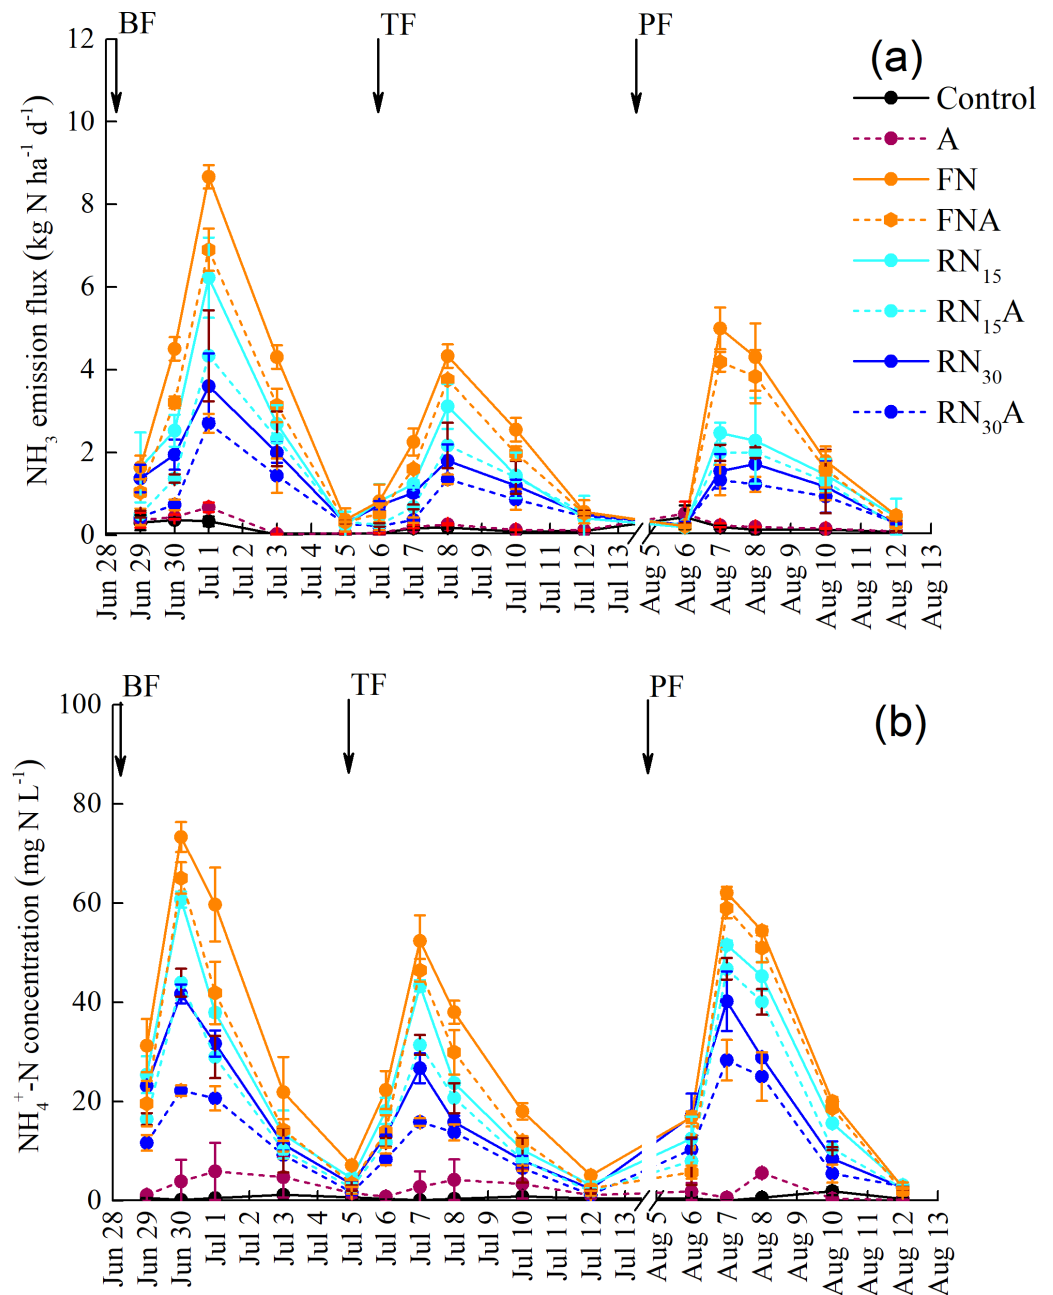 BF TF PF
(a)
NH₃ emission flux (kg N ha⁻¹ d⁻¹)
12
10
8
6
4
2
0
Control
A
FN
FNA
RN₁₅
RN₁₅A
RN₃₀
RN₃₀A
Jun 28 Jun 29 Jun 30 Jul 1 Jul 2 Jul 3 Jul 4 Jul 5 Jul 6 Jul 7 Jul 8 Jul 9 Jul 10 Jul 11 Jul 12 Jul 13 Aug 5 Aug 6 Aug 7 Aug 8 Aug 9 Aug 10 Aug 11 Aug 12 Aug 13
BF TF PF
(b)
NH₄⁺-N concentration (mg N L⁻¹)
100
80
60
40
20
0
Jun 28 Jun 29 Jun 30 Jul 1 Jul 2 Jul 3 Jul 4 Jul 5 Jul 6 Jul 7 Jul 8 Jul 9 Jul 10 Jul 11 Jul 12 Jul 13 Aug 5 Aug 6 Aug 7 Aug 8 Aug 9 Aug 10 Aug 11 Aug 12 Aug 13